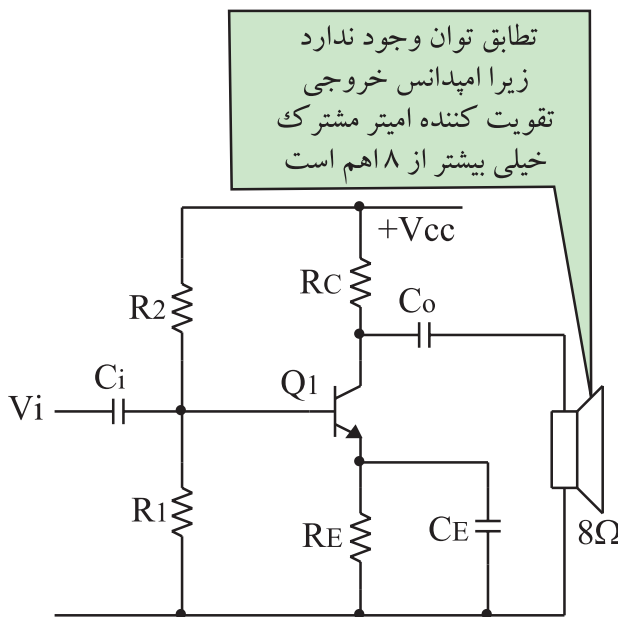 تطابق توان وجود ندارد
زیرا امپدانس خروجی
تقویت کننده امیتر مشترک
خیلی بیشتر از ۸ اهم است
+Vcc
RC
R2
Co
Ci
Q1
Vi
R1
RE
CE
8Ω